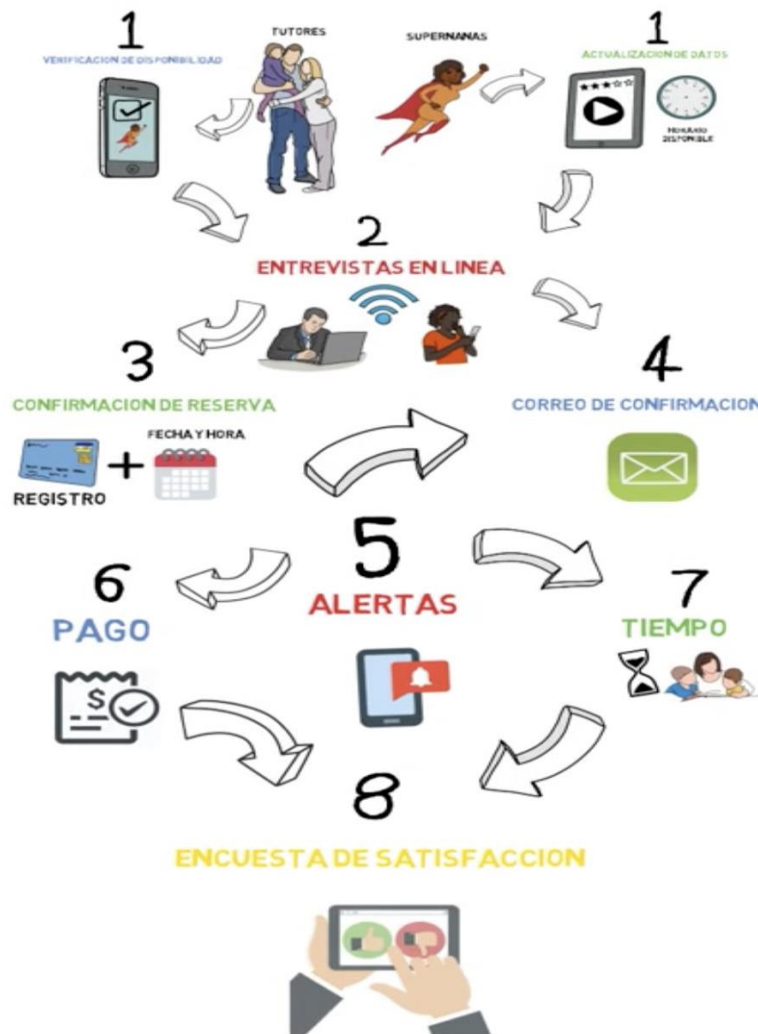 1
TUTORES
SUPERNANAS
1
VERIFICACION DE DISPONIBILIDAD
ACTUALIZACION DE DATOS
HORARIO
DISPONIBLE
2
ENTREVISTAS EN LINEA
3
4
CONFIRMACION DE RESERVA
CORREO DE CONFIRMACION
FECHA Y HORA
+
REGISTRO
5
ALERTAS
6
PAGO
7
TIEMPO
$
8
ENCUESTA DE SATISFACCION